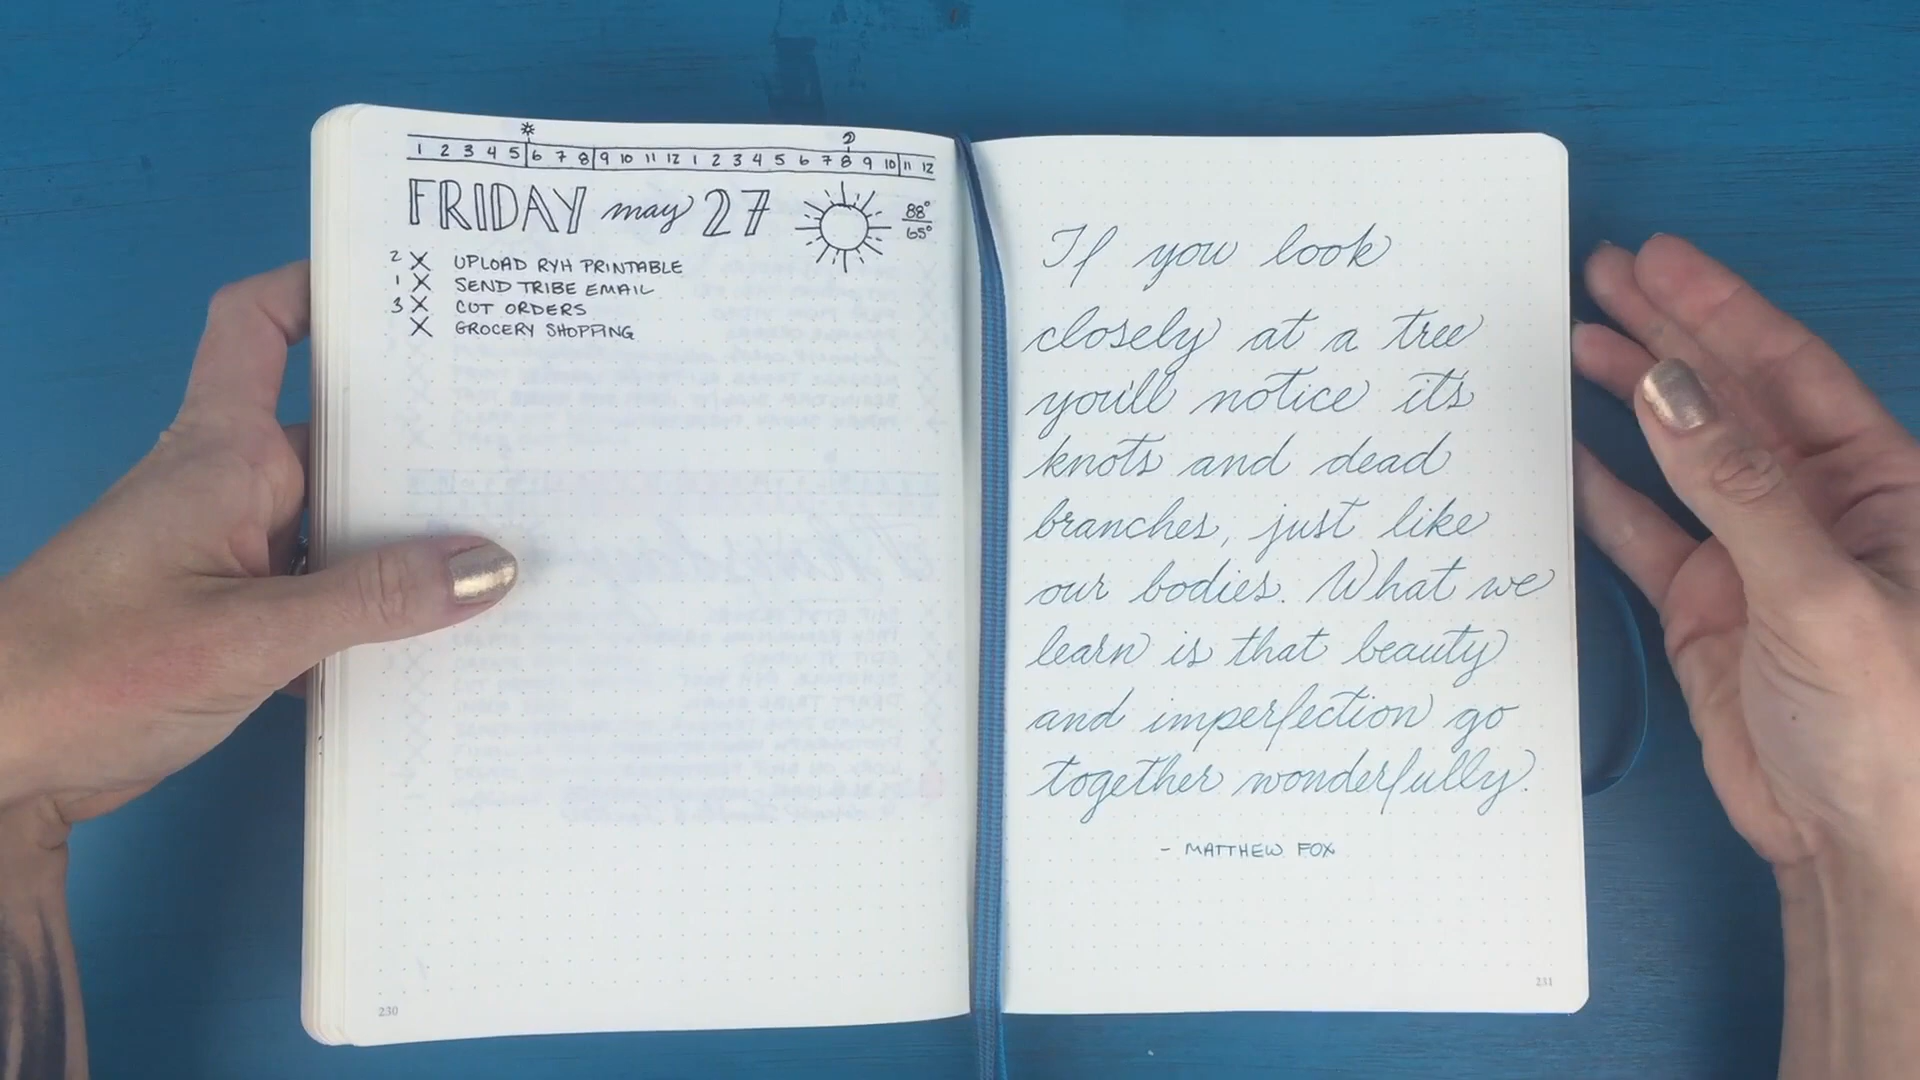 1 2 3 4 5 6 7 8 9 10 11 12 1 2 3 4 5 6 7 8 9 10 11 12
FRIDAY may 27
88°
65°
2 X UPLOAD RYH PRINTABLE
1 X SEND TRIBE EMAIL
3 X CUT ORDERS
X GROCERY SHOPPING
230
If you look
closely at a tree
you'll notice it's
knots and dead
branches, just like
our bodies. What we
learn is that beauty
and imperfection go
together wonderfully.
- MATTHEW FOX
231